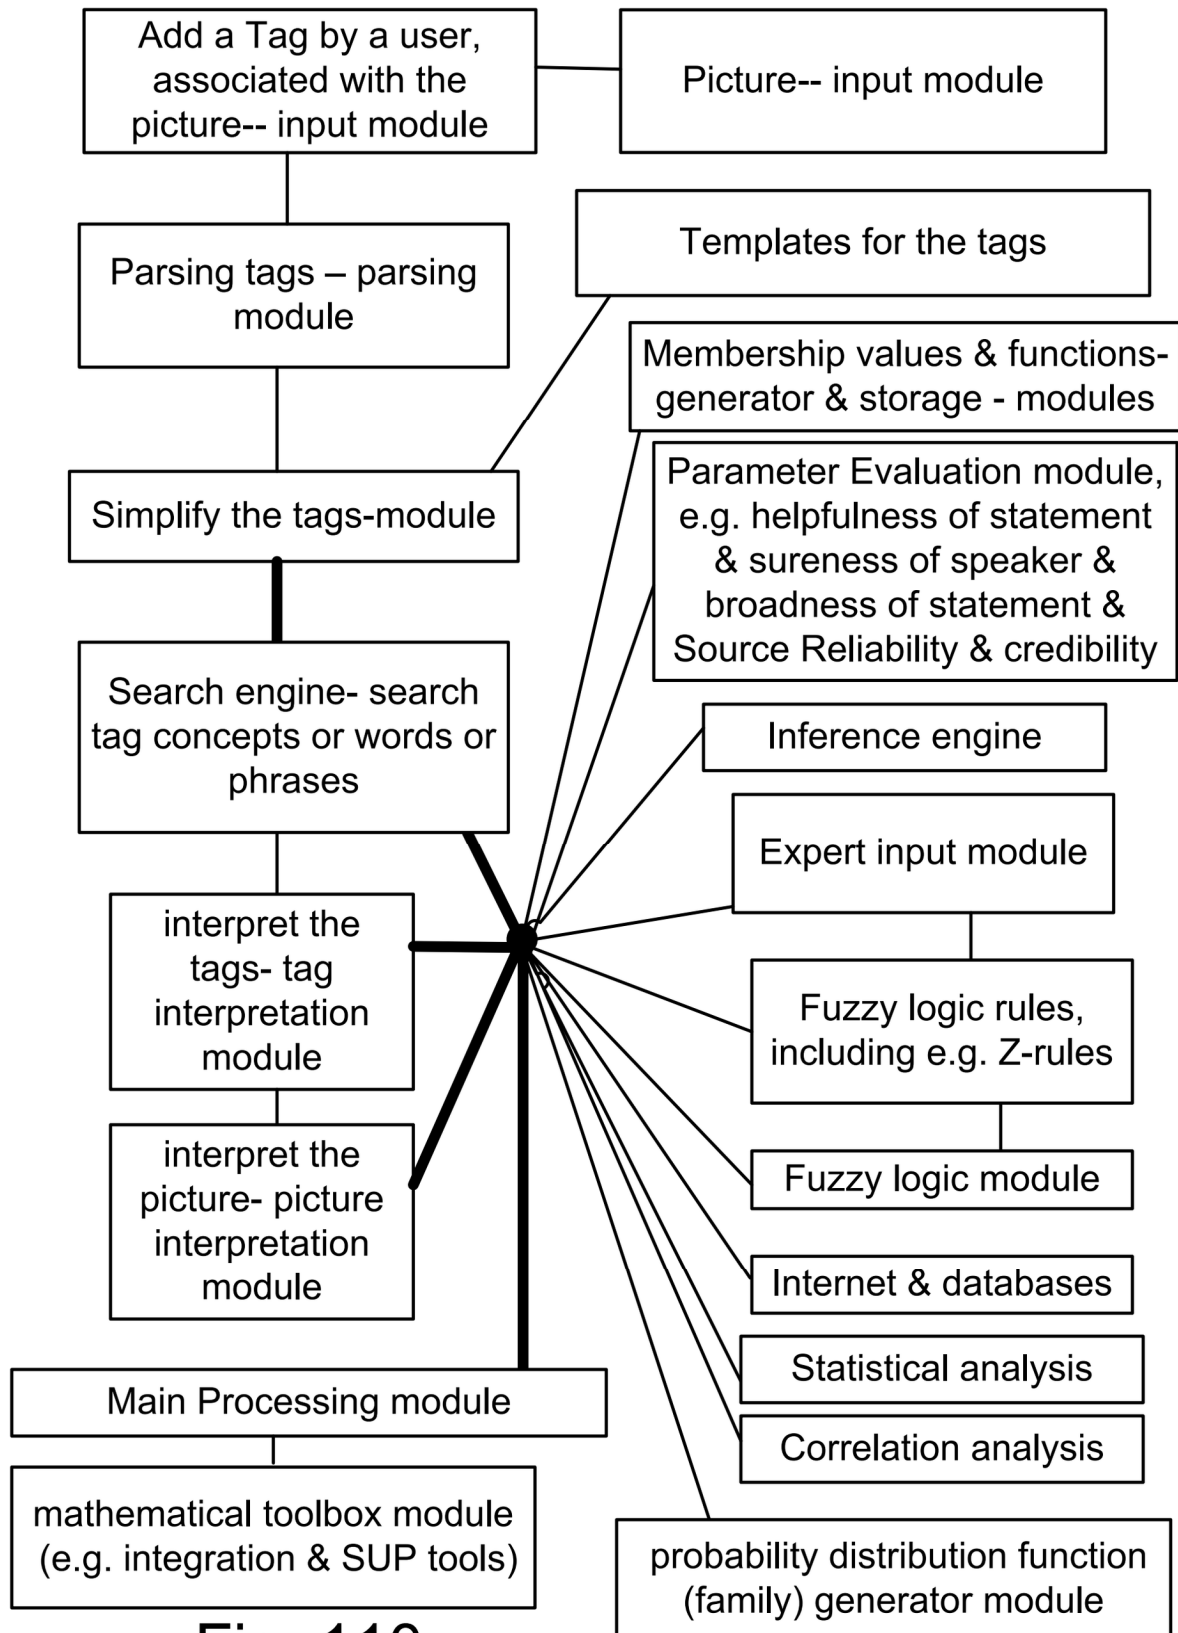 Add a Tag by a user,
associated with the
picture-- input module
Picture-- input module
Parsing tags – parsing
module
Templates for the tags
Membership values & functions-
generator & storage - modules
Parameter Evaluation module,
e.g. helpfulness of statement
& sureness of speaker &
broadness of statement &
Source Reliability & credibility
Simplify the tags-module
Search engine- search
tag concepts or words or
phrases
Inference engine
Expert input module
interpret the
tags- tag
interpretation
module
Fuzzy logic rules,
including e.g. Z-rules
interpret the
picture- picture
interpretation
module
Fuzzy logic module
Internet & databases
Statistical analysis
Main Processing module
Correlation analysis
mathematical toolbox module
(e.g. integration & SUP tools)
probability distribution function
(family) generator module